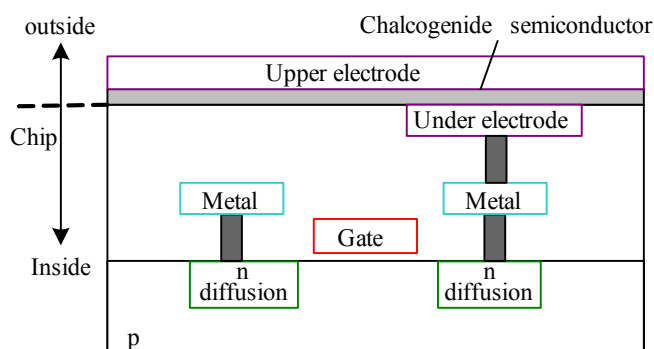 outside
Chalcogenide semiconductor
Upper electrode
Chip
Under electrode
Metal
Metal
Gate
Inside
n
diffusion
n
diffusion
p